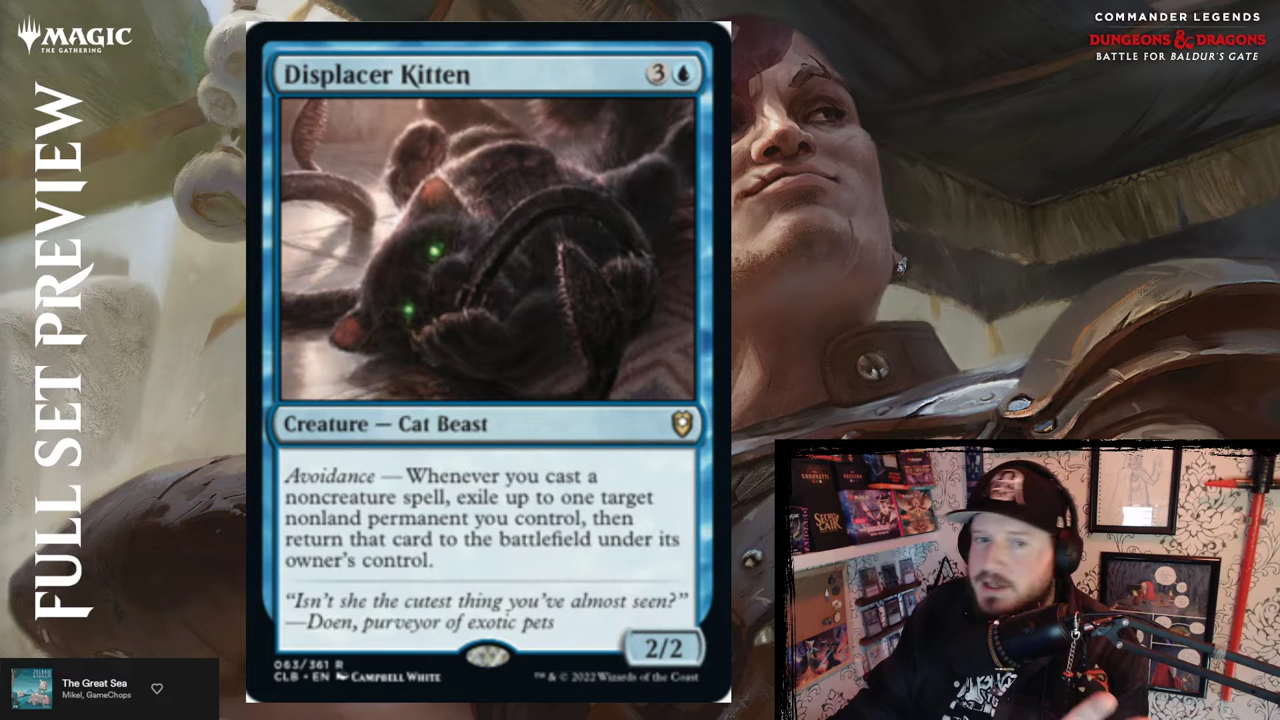 MAGIC
THE GATHERING
FULL SET PREVIEW
COMMANDER LEGENDS
DUNGEONS & DRAGONS
BATTLE FOR BALDUR'S GATE
Displacer Kitten 3
Creature — Cat Beast
Avoidance — Whenever you cast a
noncreature spell, exile up to one target
nonland permanent you control, then
return that card to the battlefield under its
owner's control.
“Isn't she the cutest thing you've almost seen?”
—Doen, purveyor of exotic pets
2/2
063/361 R
CLB • EN CAMPBELL WHITE
™ & © 2022 Wizards of the Coast
The Great Sea
Mikel, GameChops
SECRET
LAIR